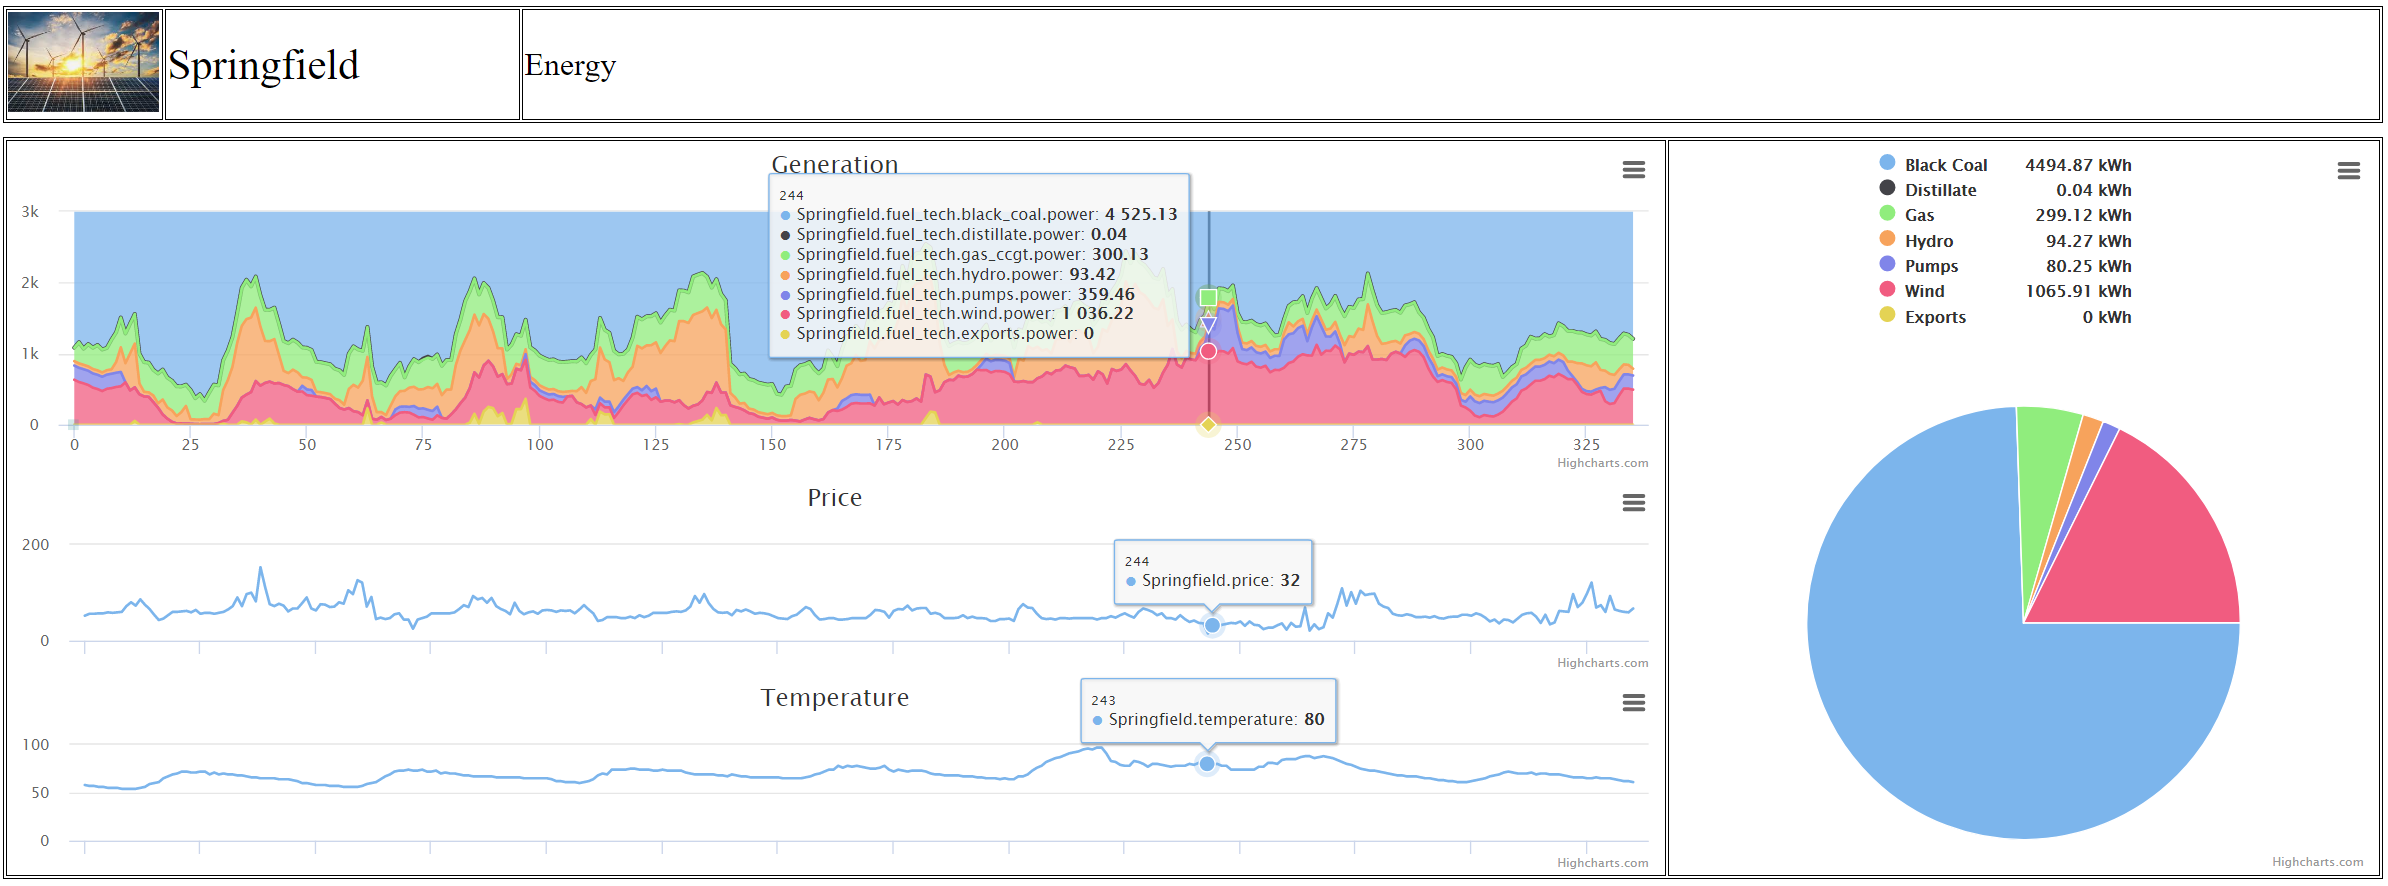 Springfield
Energy
Generation
244
Springfield.fuel_tech.black_coal.power: 4 525.13
Springfield.fuel_tech.distillate.power: 0.04
Springfield.fuel_tech.gas_ccgt.power: 300.13
Springfield.fuel_tech.hydro.power: 93.42
Springfield.fuel_tech.pumps.power: 359.46
Springfield.fuel_tech.wind.power: 1 036.22
Springfield.fuel_tech.exports.power: 0
3k
2k
1k
0
0 25 50 75 100 125 150 175 200 225 250 275 300 325
Highcharts.com
Price
244
Springfield.price: 32
200
0
Highcharts.com
Temperature
243
Springfield.temperature: 80
100
50
0
Highcharts.com
Black Coal 4494.87 kWh
Distillate 0.04 kWh
Gas 299.12 kWh
Hydro 94.27 kWh
Pumps 80.25 kWh
Wind 1065.91 kWh
Exports 0 kWh
Highcharts.com